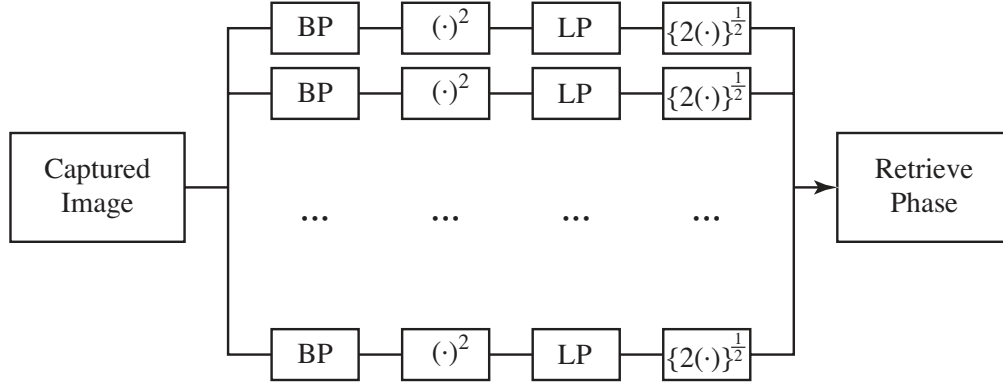 BP (·)² LP {2(·)}^{1/2}
BP (·)² LP {2(·)}^{1/2}
Captured
Image
Retrieve
Phase
... ... ... ...
BP (·)² LP {2(·)}^{1/2}